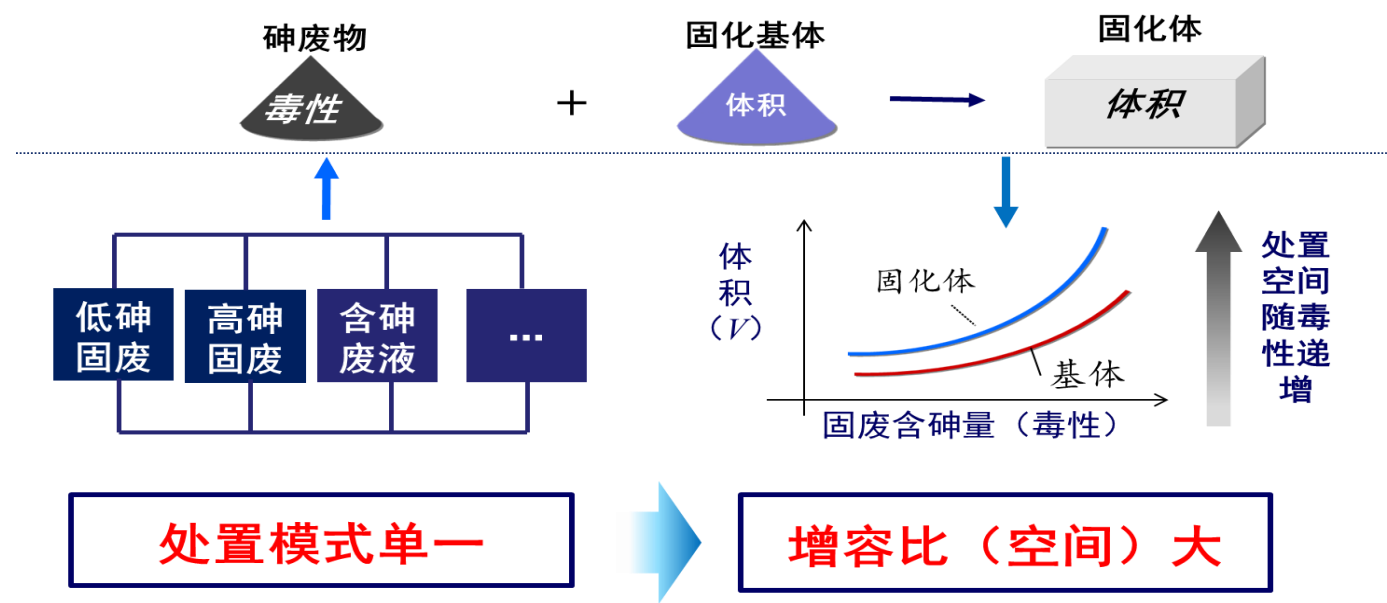 砷废物
固化基体
固化体
毒性
+
体积
体积
低砷
固废
高砷
固废
含砷
废液
...
体
积
（V）
固化体
基体
固废含砷量（毒性）
处置
空间
随毒
性递
增
处置模式单一
增容比（空间）大